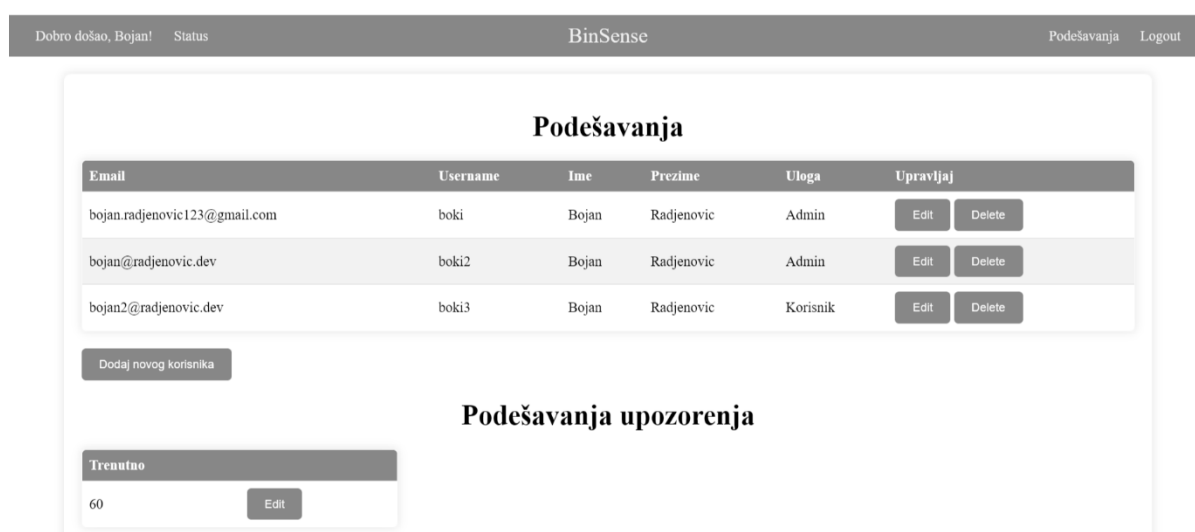 Dobro došao, Bojan! Status BinSense Podešavanja Logout
Podešavanja
Email Username Ime Prezime Uloga Upravljaj
bojan.radjenovic123@gmail.com boki Bojan Radjenovic Admin Edit Delete
bojan@radjenovic.dev boki2 Bojan Radjenovic Admin Edit Delete
bojan2@radjenovic.dev boki3 Bojan Radjenovic Korisnik Edit Delete
Dodaj novog korisnika
Podešavanja upozorenja
Trenutno
60 Edit